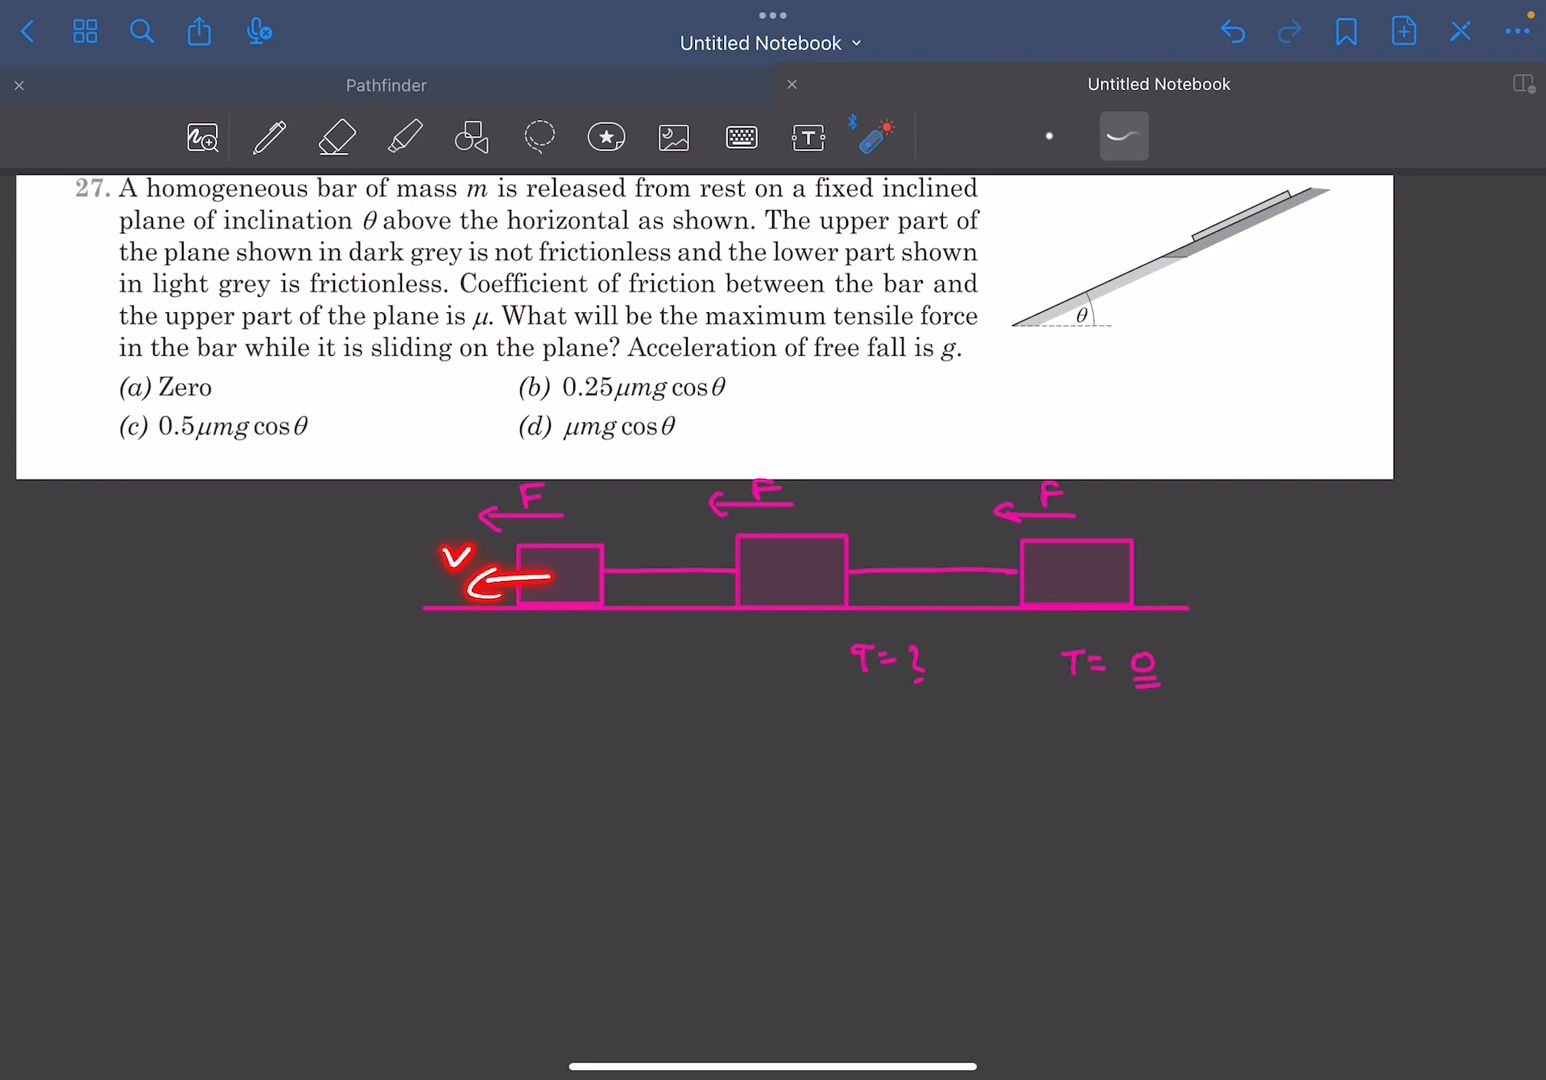 Untitled Notebook
Pathfinder
Untitled Notebook
T
27. A homogeneous bar of mass m is released from rest on a fixed inclined
plane of inclination θ above the horizontal as shown. The upper part of
the plane shown in dark grey is not frictionless and the lower part shown
in light grey is frictionless. Coefficient of friction between the bar and
the upper part of the plane is μ. What will be the maximum tensile force
in the bar while it is sliding on the plane? Acceleration of free fall is g.
(a) Zero (b) 0.25μmg cosθ
(c) 0.5μmg cosθ (d) μmg cosθ
θ
F F F
V
T = ? T = 0